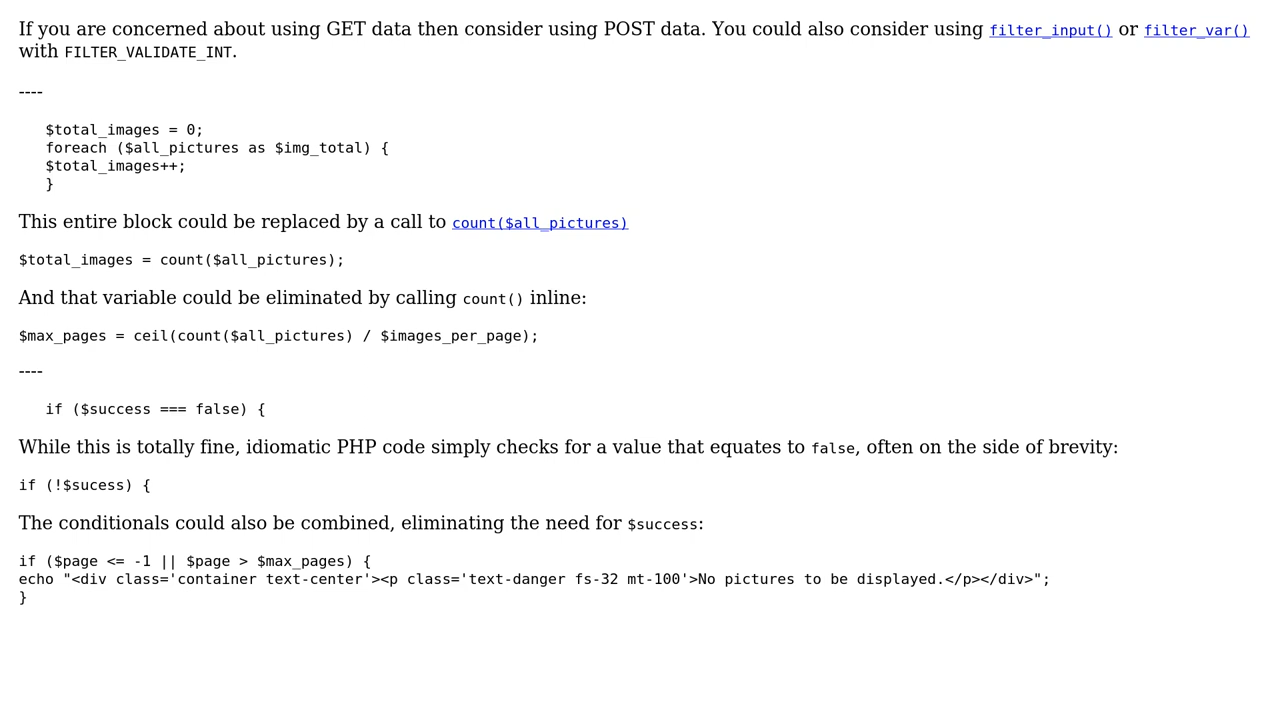 If you are concerned about using GET data then consider using POST data. You could also consider using filter_input() or filter_var()
with FILTER_VALIDATE_INT.
----
$total_images = 0;
foreach ($all_pictures as $img_total) {
$total_images++;
}
This entire block could be replaced by a call to count($all_pictures)
$total_images = count($all_pictures);
And that variable could be eliminated by calling count() inline:
$max_pages = ceil(count($all_pictures) / $images_per_page);
----
if ($success === false) {
While this is totally fine, idiomatic PHP code simply checks for a value that equates to false, often on the side of brevity:
if (!$sucess) {
The conditionals could also be combined, eliminating the need for $success:
if ($page <= -1 || $page > $max_pages) {
echo "<div class='container text-center'><p class='text-danger fs-32 mt-100'>No pictures to be displayed.</p></div>";
}